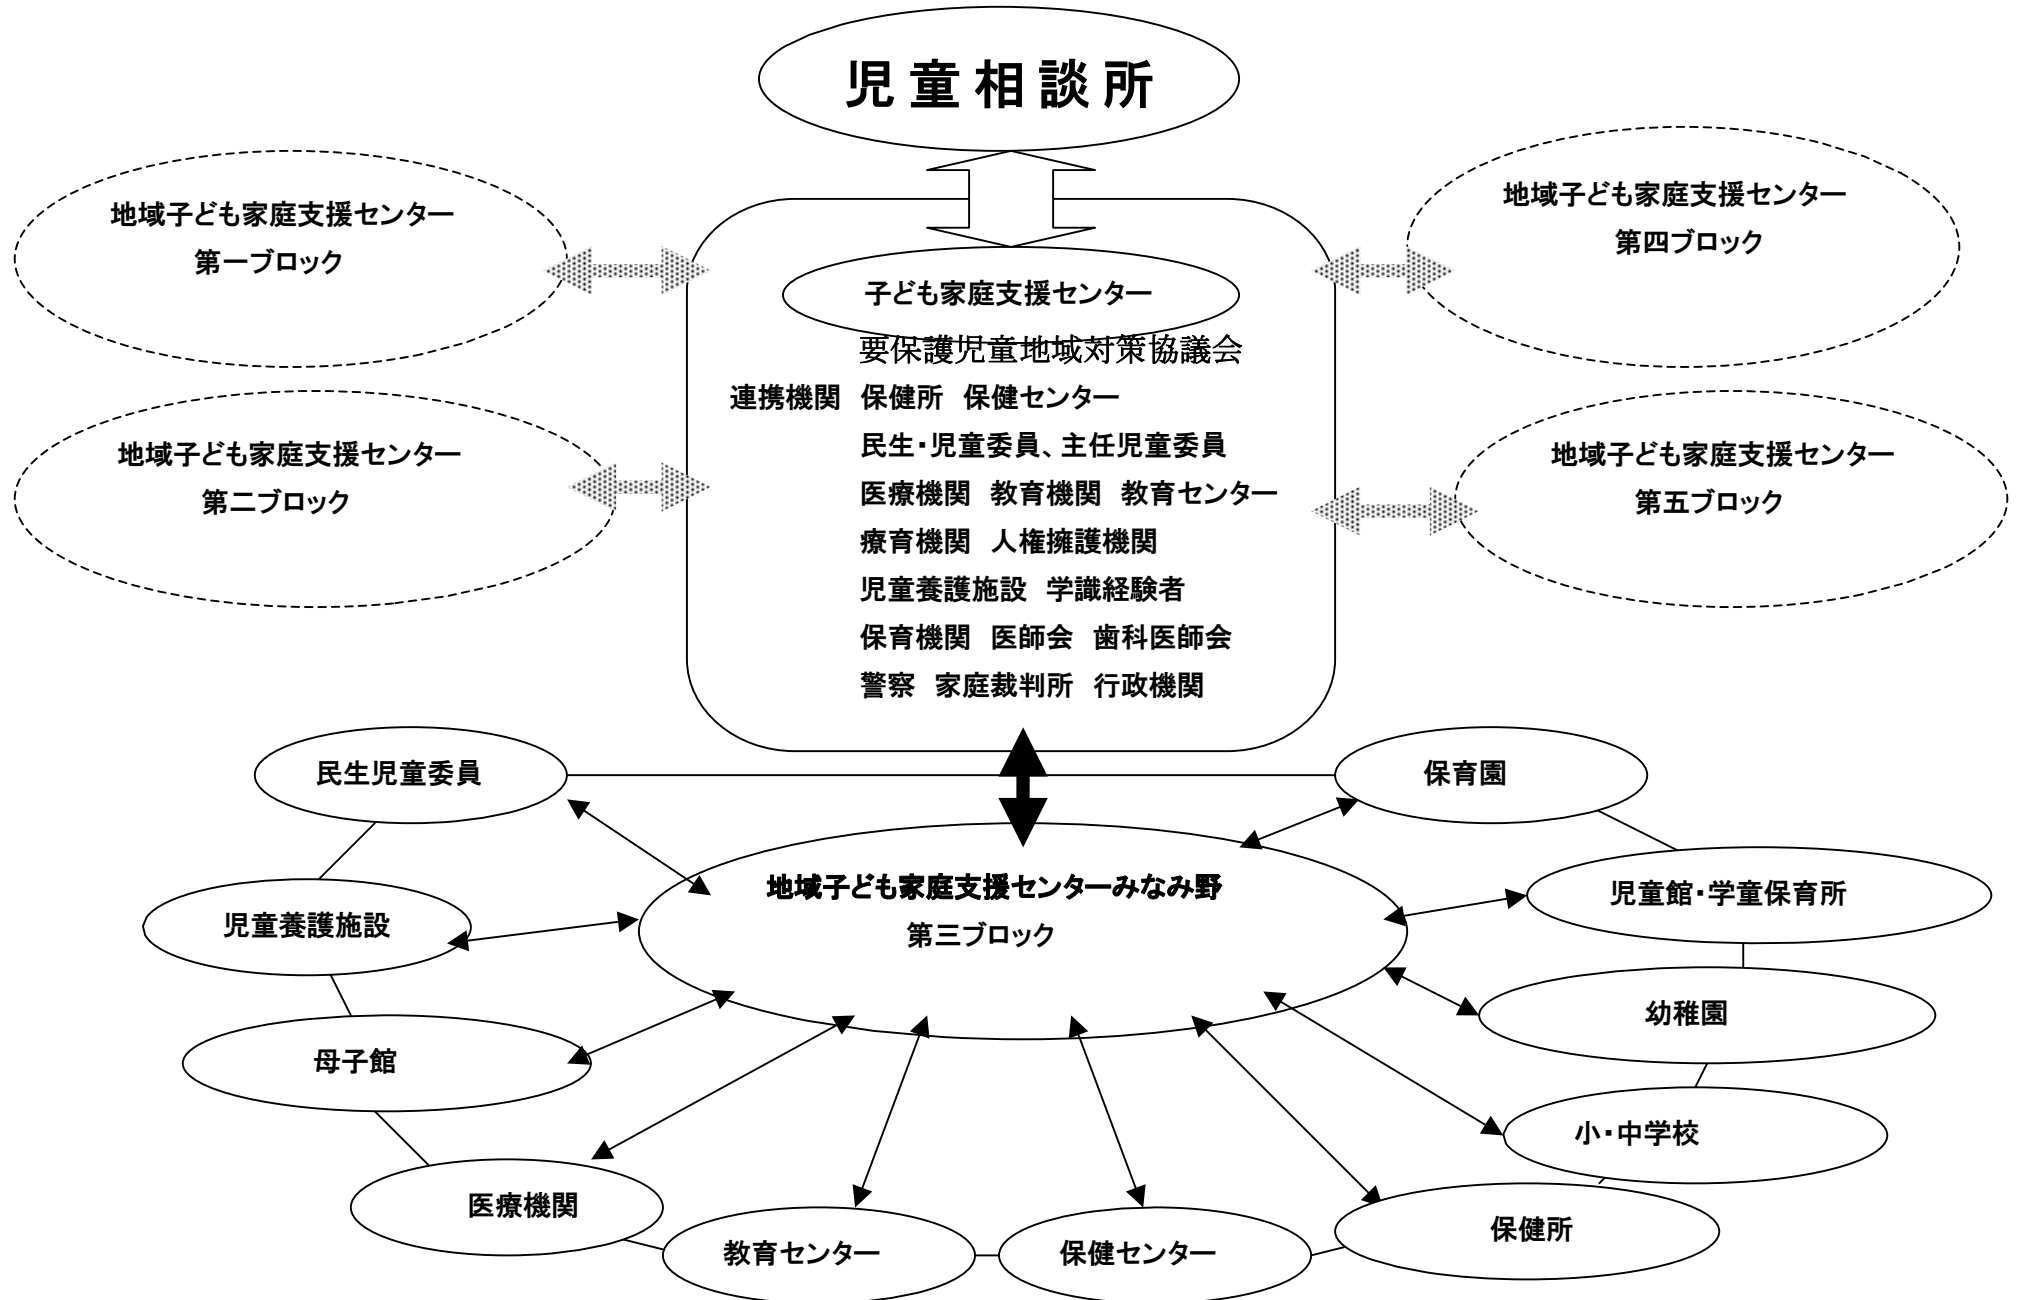 児童相談所
地域子ども家庭支援センター
第一ブロック
地域子ども家庭支援センター
第四ブロック
子ども家庭支援センター
要保護児童地域対策協議会
連携機関 保健所 保健センター
民生・児童委員、主任児童委員
医療機関 教育機関 教育センター
療育機関 人権擁護機関
児童養護施設 学識経験者
保育機関 医師会 歯科医師会
警察 家庭裁判所 行政機関
地域子ども家庭支援センター
第二ブロック
地域子ども家庭支援センター
第五ブロック
民生児童委員
保育園
地域子ども家庭支援センターみなみ野
第三ブロック
児童養護施設
児童館・学童保育所
母子館
幼稚園
小・中学校
医療機関
教育センター
保健センター
保健所